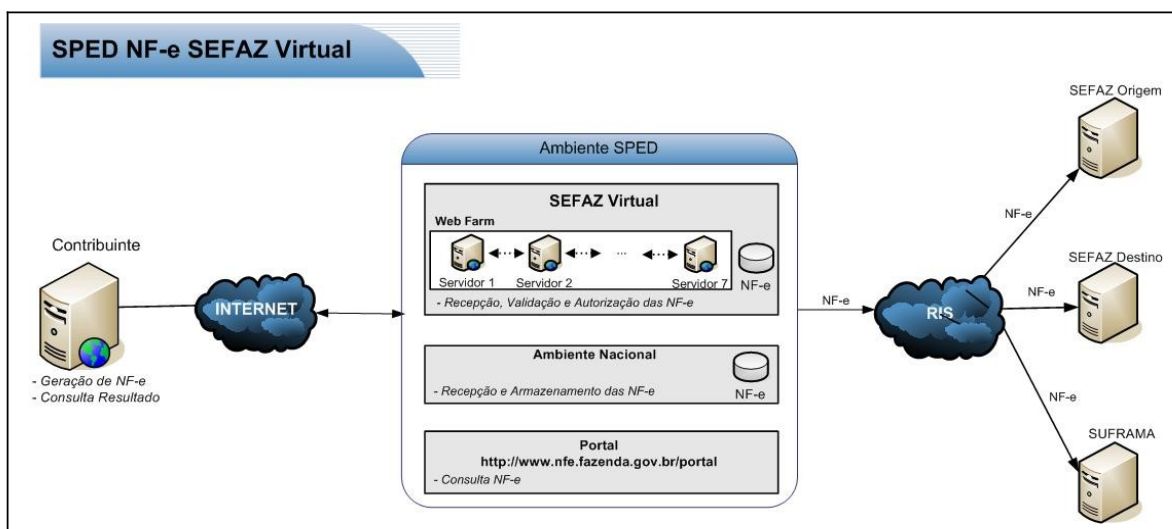 SPED NF-e SEFAZ Virtual
Contribuinte
- Geração de NF-e
- Consulta Resultado
INTERNET
Ambiente SPED
SEFAZ Virtual
Web Farm
Servidor 1
Servidor 2
...
Servidor 7
NF-e
- Recepção, Validação e Autorização das NF-e
Ambiente Nacional
- Recepção e Armazenamento das NF-e
NF-e
Portal
http://www.nfe.fazenda.gov.br/portal
- Consulta NF-e
NF-e
RIS
NF-e
SEFAZ Origem
NF-e
SEFAZ Destino
NF-e
SUFRAMA